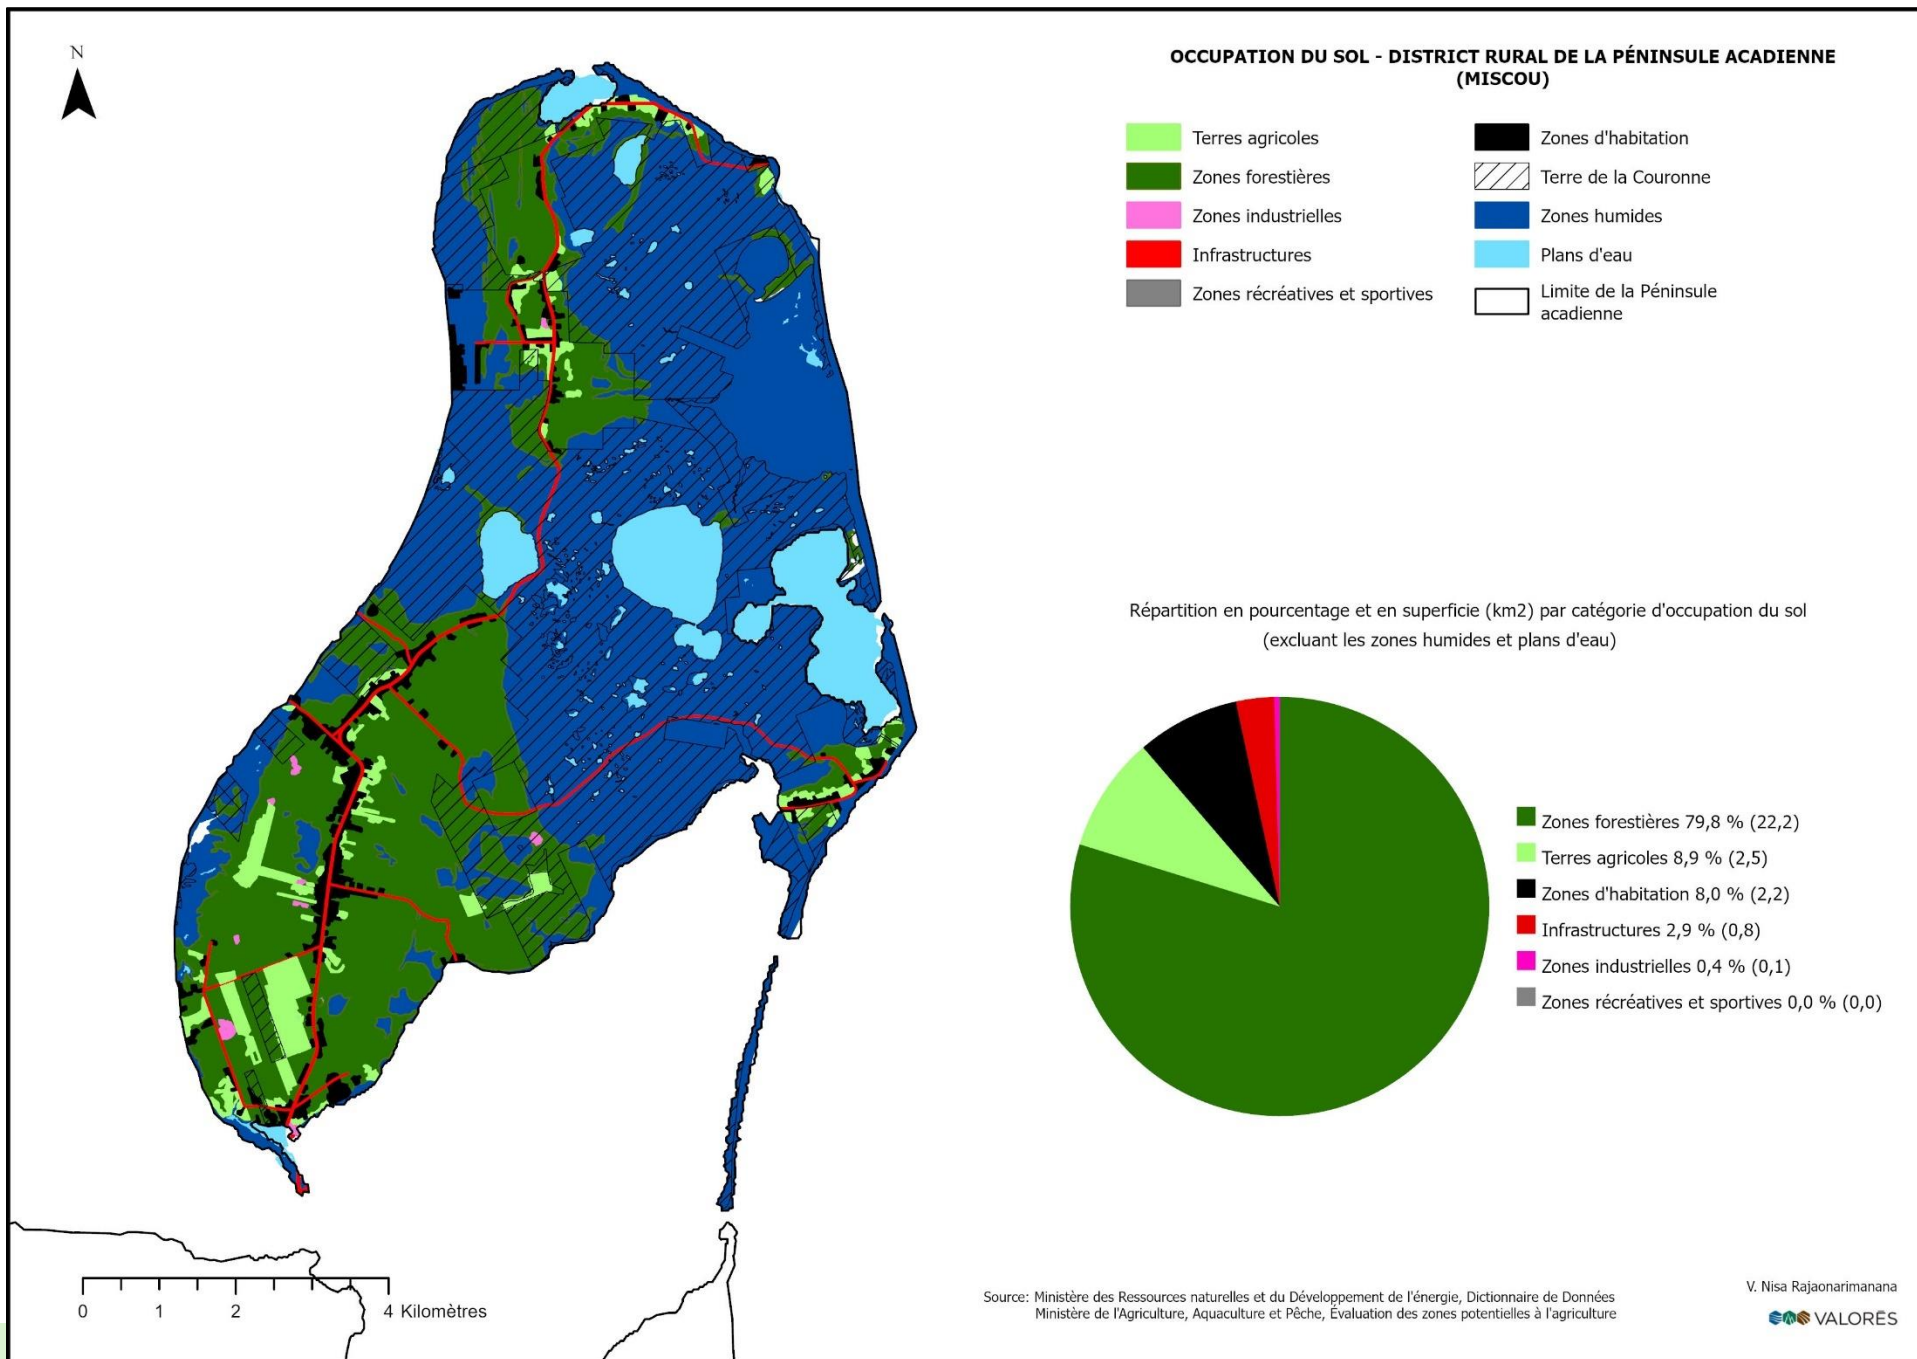 N
OCCUPATION DU SOL - DISTRICT RURAL DE LA PÉNINSULE ACADIENNE
(MISCOU)
Terres agricoles
Zones forestières
Zones industrielles
Infrastructures
Zones récréatives et sportives
Zones d'habitation
Terre de la Couronne
Zones humides
Plans d'eau
Limite de la Péninsule
acadienne
Répartition en pourcentage et en superficie (km2) par catégorie d'occupation du sol
(excluant les zones humides et plans d'eau)
Zones forestières 79,8 % (22,2)
Terres agricoles 8,9 % (2,5)
Zones d'habitation 8,0 % (2,2)
Infrastructures 2,9 % (0,8)
Zones industrielles 0,4 % (0,1)
Zones récréatives et sportives 0,0 % (0,0)
0 1 2 4 Kilomètres
Source: Ministère des Ressources naturelles et du Développement de l'énergie, Dictionnaire de Données
Ministère de l'Agriculture, Aquaculture et Pêche, Évaluation des zones potentielles à l'agriculture
V. Nisa Rajaonarimanana
VALORĒS